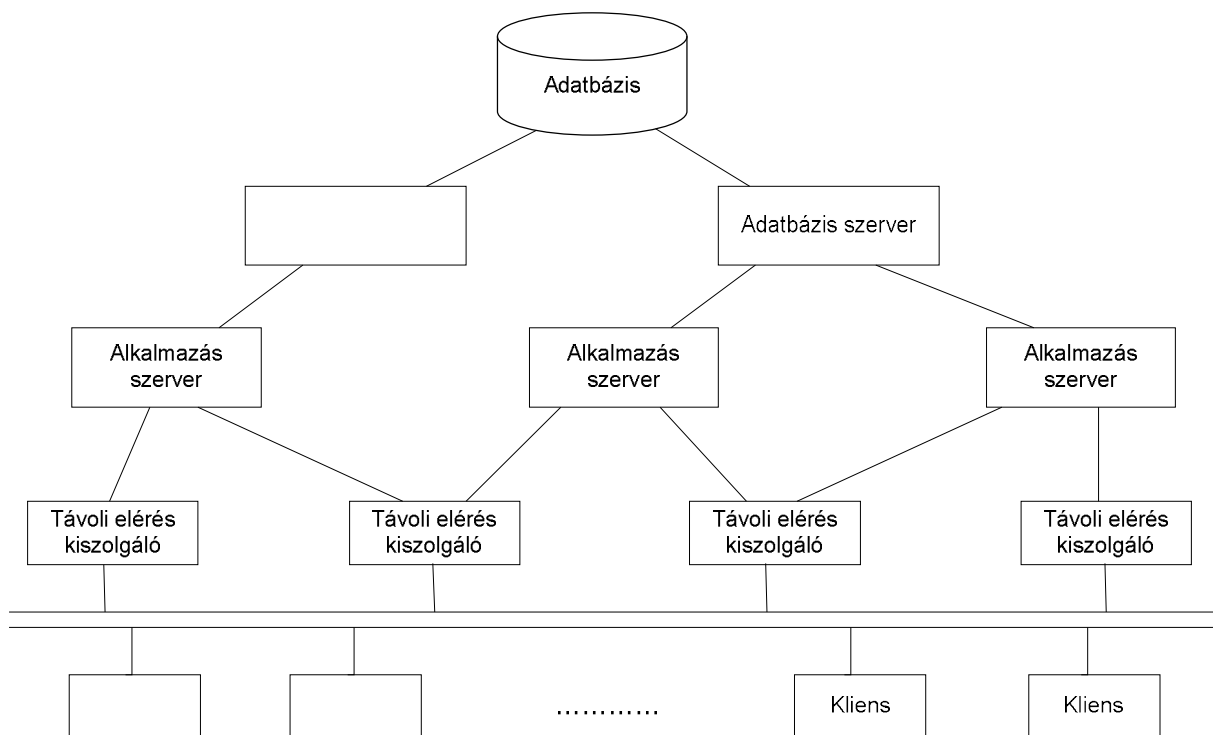 Adatbázis
Adatbázis szerver
Alkalmazás
szerver
Alkalmazás
szerver
Alkalmazás
szerver
Távoli elérés
kiszolgáló
Távoli elérés
kiszolgáló
Távoli elérés
kiszolgáló
Távoli elérés
kiszolgáló
............
Kliens
Kliens